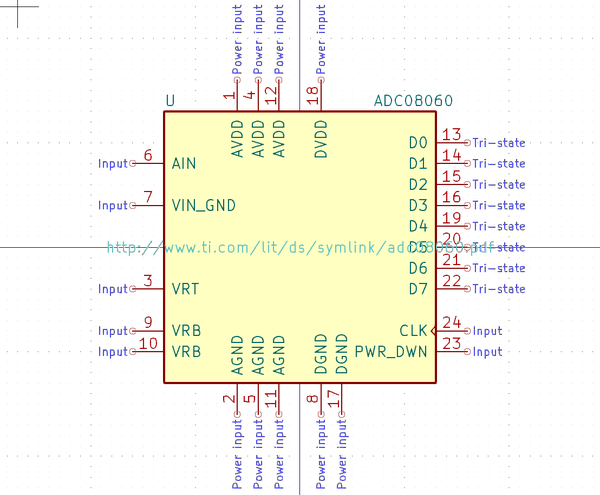 Power input Power input Power input Power input
1 4 12 18
U ADC08060
AVDD AVDD AVDD DVDD
D0 13 Tri-state
Input 6 AIN D1 14 Tri-state
D2 15 Tri-state
Input 7 VIN_GND D3 16 Tri-state
D4 19 Tri-state
http://www.ti.com/lit/ds/symlink/adc08060.pdf D5 20 Tri-state
D6 21 Tri-state
Input 3 VRT D7 22 Tri-state
Input 9 VRB CLK 24 Input
Input 10 VRB PWR_DWN 23 Input
AGND AGND AGND DGND DGND
2 5 11 8 17
Power input Power input Power input Power input Power input